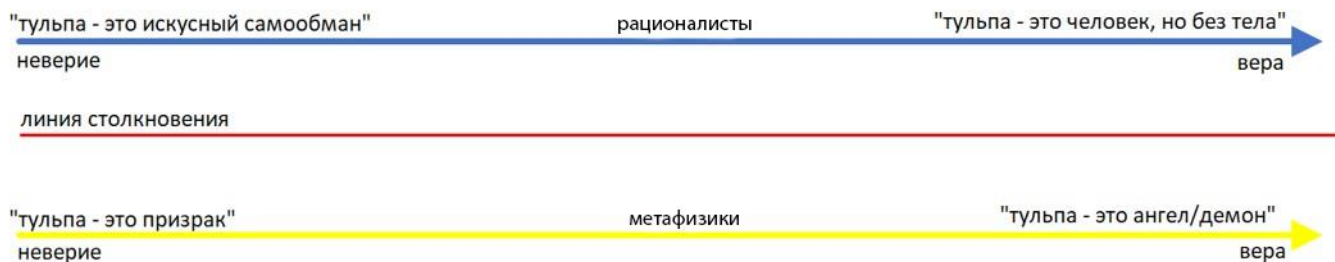 "тульпа - это искусный самообман" рационалисты "тульпа - это человек, но без тела"
неверие вера
линия столкновения
"тульпа - это призрак" метафизики "тульпа - это ангел/демон"
неверие вера